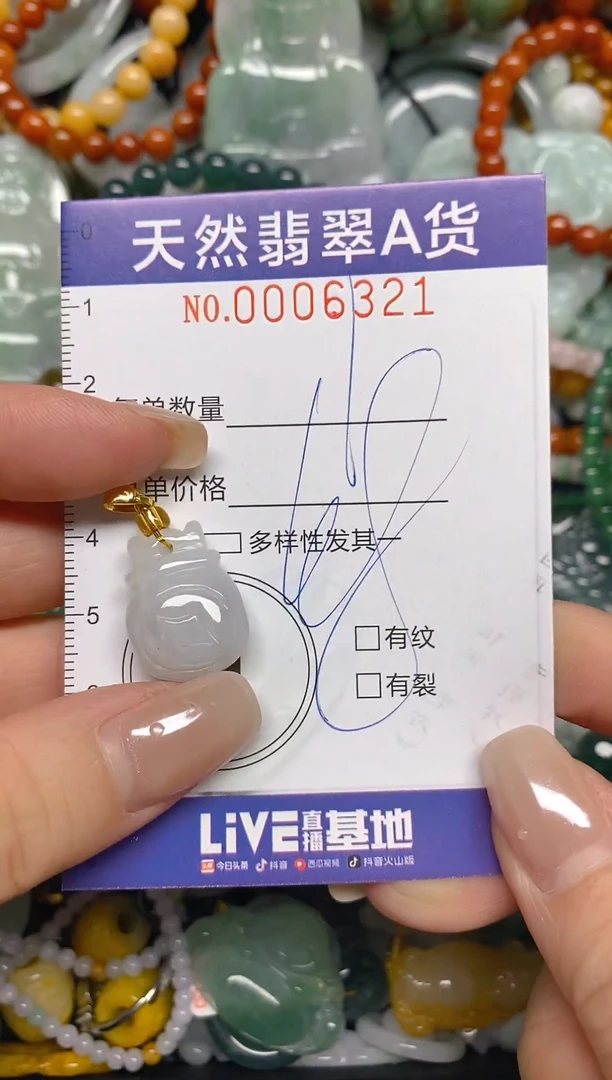 天然翡翠A货
0
NO.0006321
1
2
单数量
单价格
4
多样性发其一
5
有纹
有裂
LiVE直播基地
今日头条 抖音 西瓜视频 抖音火山版